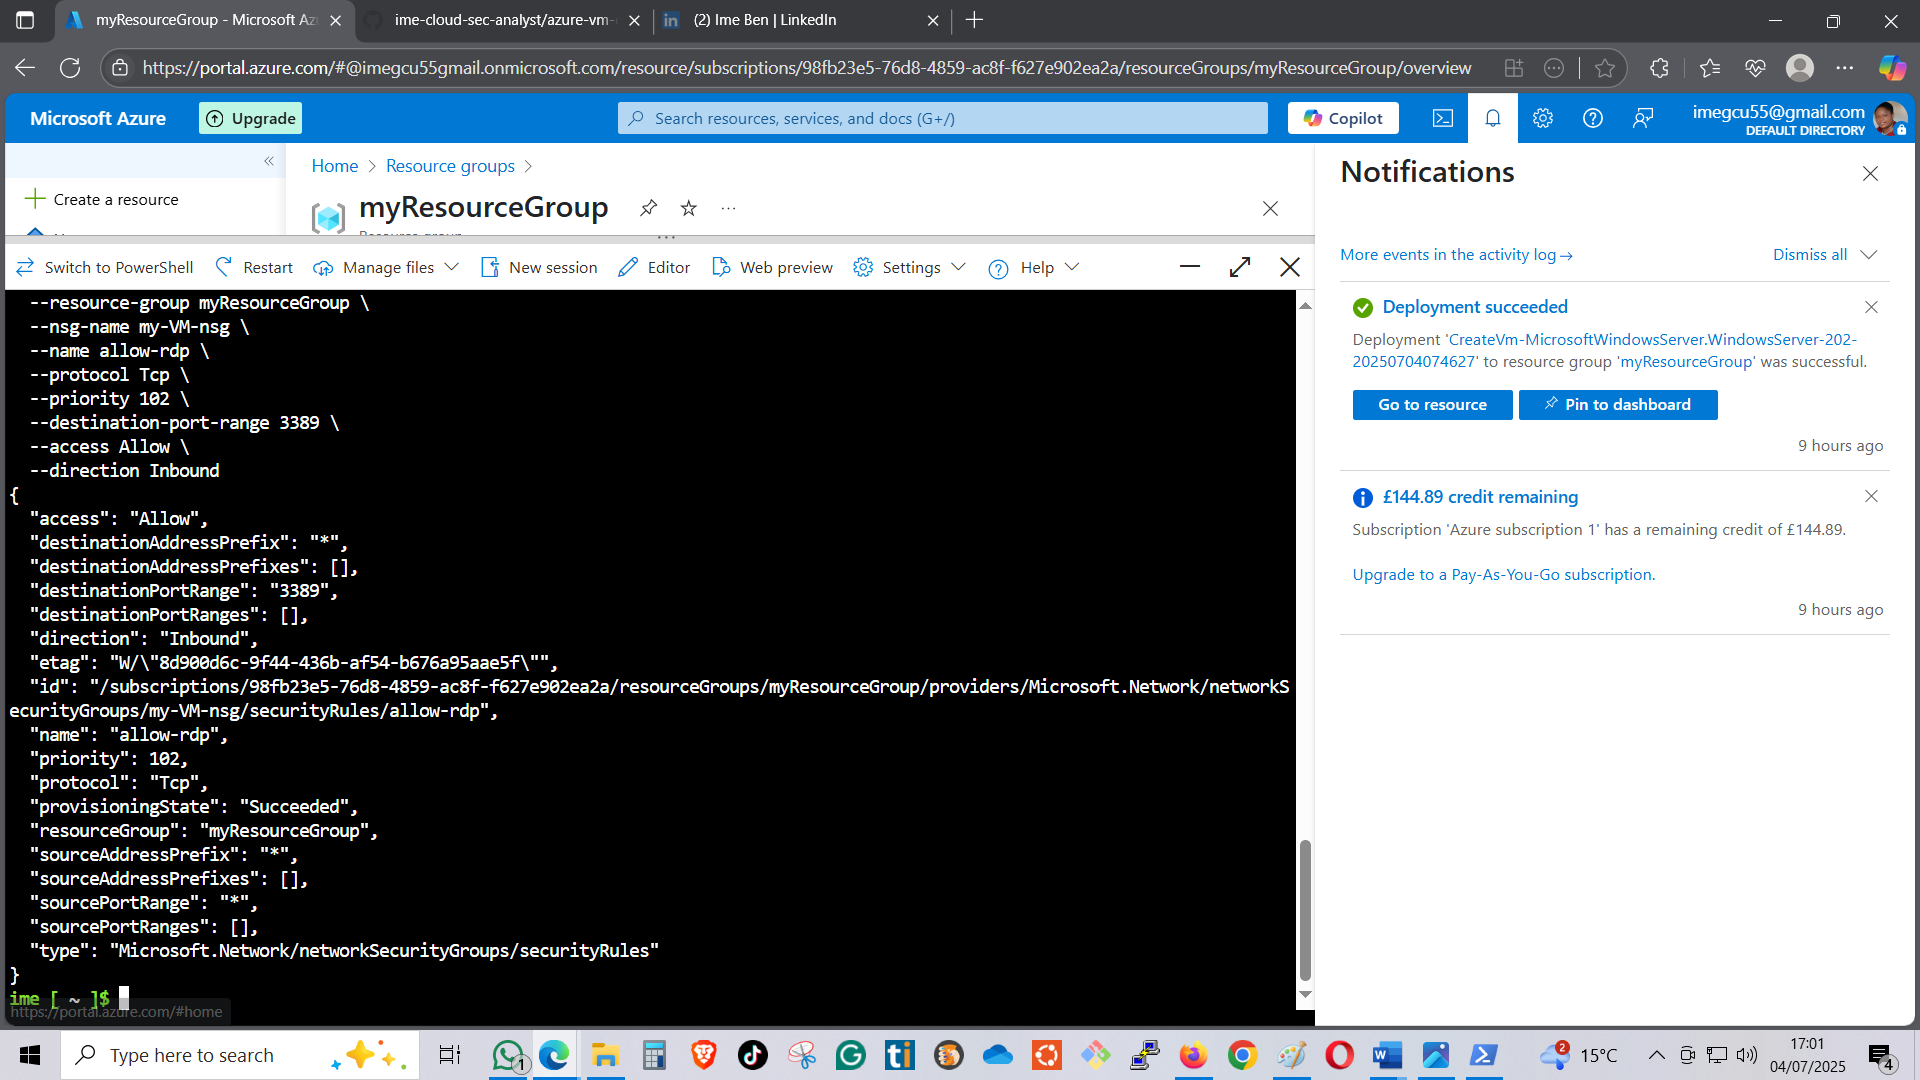 myResourceGroup - Microsoft Az
ime-cloud-sec-analyst/azure-vm-
(2) Ime Ben | LinkedIn
https://portal.azure.com/#@imegcu55gmail.onmicrosoft.com/resource/subscriptions/98fb23e5-76d8-4859-ac8f-f627e902ea2a/resourceGroups/myResourceGroup/overview
Microsoft Azure
Upgrade
Search resources, services, and docs (G+/)
Copilot
imegcu55@gmail.com
DEFAULT DIRECTORY
Create a resource
Home > Resource groups >
myResourceGroup
Resource group
Switch to PowerShell
Restart
Manage files
New session
Editor
Web preview
Settings
Help
--resource-group myResourceGroup \
--nsg-name my-VM-nsg \
--name allow-rdp \
--protocol Tcp \
--priority 102 \
--destination-port-range 3389 \
--access Allow \
--direction Inbound
{
"access": "Allow",
"destinationAddressPrefix": "*",
"destinationAddressPrefixes": [],
"destinationPortRange": "3389",
"destinationPortRanges": [],
"direction": "Inbound",
"etag": "W/\"8d900d6c-9f44-436b-af54-b676a95aae5f\"",
"id": "/subscriptions/98fb23e5-76d8-4859-ac8f-f627e902ea2a/resourceGroups/myResourceGroup/providers/Microsoft.Network/networkS
ecurityGroups/my-VM-nsg/securityRules/allow-rdp",
"name": "allow-rdp",
"priority": 102,
"protocol": "Tcp",
"provisioningState": "Succeeded",
"resourceGroup": "myResourceGroup",
"sourceAddressPrefix": "*",
"sourceAddressPrefixes": [],
"sourcePortRange": "*",
"sourcePortRanges": [],
"type": "Microsoft.Network/networkSecurityGroups/securityRules"
}
ime [ ~ ]$
https://portal.azure.com/#home
Notifications
More events in the activity log →
Dismiss all
Deployment succeeded
Deployment 'CreateVm-MicrosoftWindowsServer.WindowsServer-202-
20250704074627' to resource group 'myResourceGroup' was successful.
Go to resource
Pin to dashboard
9 hours ago
£144.89 credit remaining
Subscription 'Azure subscription 1' has a remaining credit of £144.89.
Upgrade to a Pay-As-You-Go subscription.
9 hours ago
Type here to search
1
ti
2
15°C
17:01
04/07/2025
4